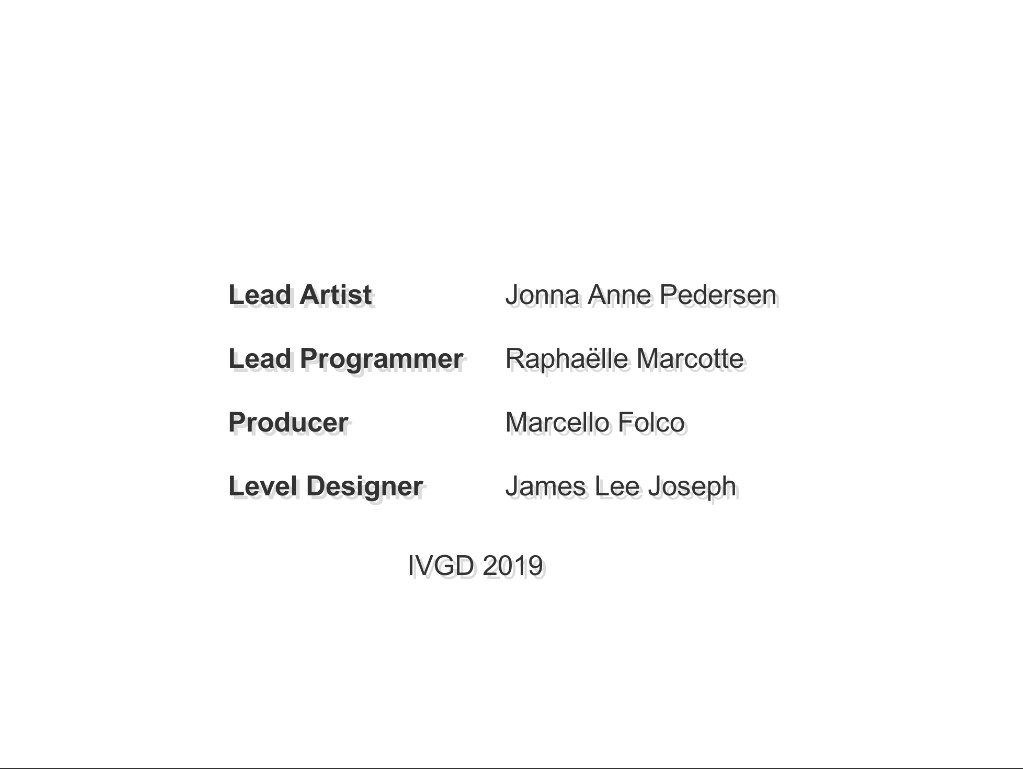 Lead Artist Jonna Anne Pedersen
Lead Programmer Raphaëlle Marcotte
Producer Marcello Folco
Level Designer James Lee Joseph
IVGD 2019